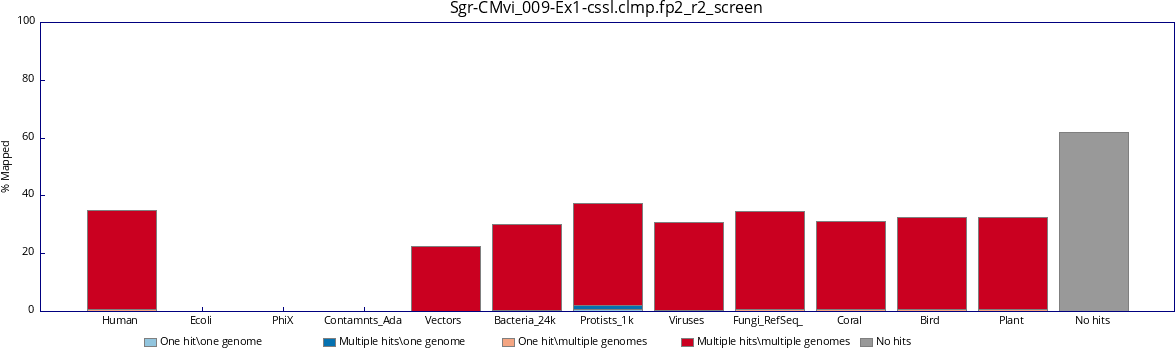 Sgr-CMvi_009-Ex1-cssl.clmp.fp2_r2_screen
100
80
60
40
20
0
% Mapped
Human Ecoli PhiX Contamnts_Ada Vectors Bacteria_24k Protists_1k Viruses Fungi_RefSeq_ Coral Bird Plant No hits
One hit\one genome Multiple hits\one genome One hit\multiple genomes Multiple hits\multiple genomes No hits